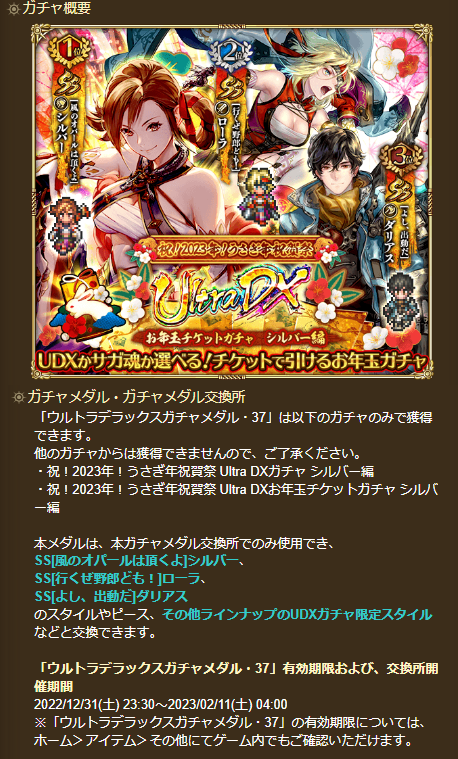 ガチャ概要
1位
2位
3位
SS
[風のオパールは頂くよ]
シルバー
SS
[行くぜ野郎ども!]
ローラ
SS
[よし、出動だ]
ダリアス
祝!2023年!うさぎ年祝賀祭
Ultra DX
お年玉チケットガチャ シルバー編
UDXかサガ魂か選べる!チケットで引けるお年玉ガチャ
ガチャメダル・ガチャメダル交換所
「ウルトラデラックスガチャメダル・37」は以下のガチャのみで獲得
できます。
他のガチャからは獲得できませんので、ご了承ください。
・祝！2023年！うさぎ年祝賀祭 Ultra DXガチャ シルバー編
・祝！2023年！うさぎ年祝賀祭 Ultra DXお年玉チケットガチャ シルバ
ー編
本メダルは、本ガチャメダル交換所でのみ使用でき、
SS[風のオパールは頂くよ]シルバー、
SS[行くぜ野郎ども！]ローラ、
SS[よし、出動だ]ダリアス
のスタイルやピース、その他ラインナップのUDXガチャ限定スタイル
などと交換できます。
「ウルトラデラックスガチャメダル・37」有効期限および、交換所開
催期間
2022/12/31(土) 23:30～2023/02/11(土) 04:00
※「ウルトラデラックスガチャメダル・37」の有効期限については、
ホーム＞アイテム＞その他にてゲーム内でもご確認いただけます。